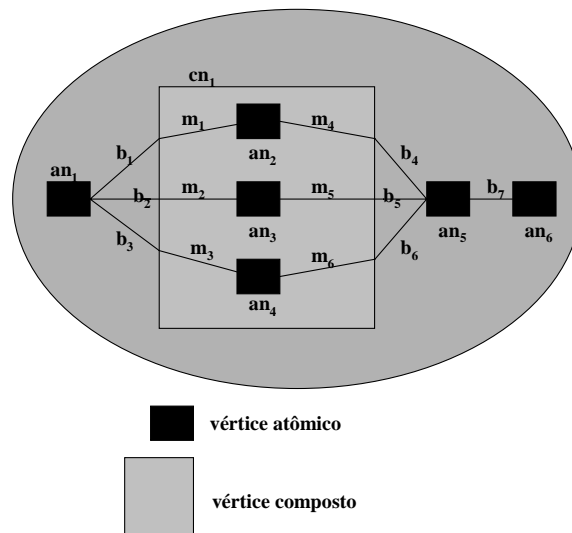 cn1
m1 m4
b1 an2 b4
an1 b2 m2 m5 b5 b7
b3 an3 b6 an5 an6
m3 m6
an4
vértice atômico
vértice composto